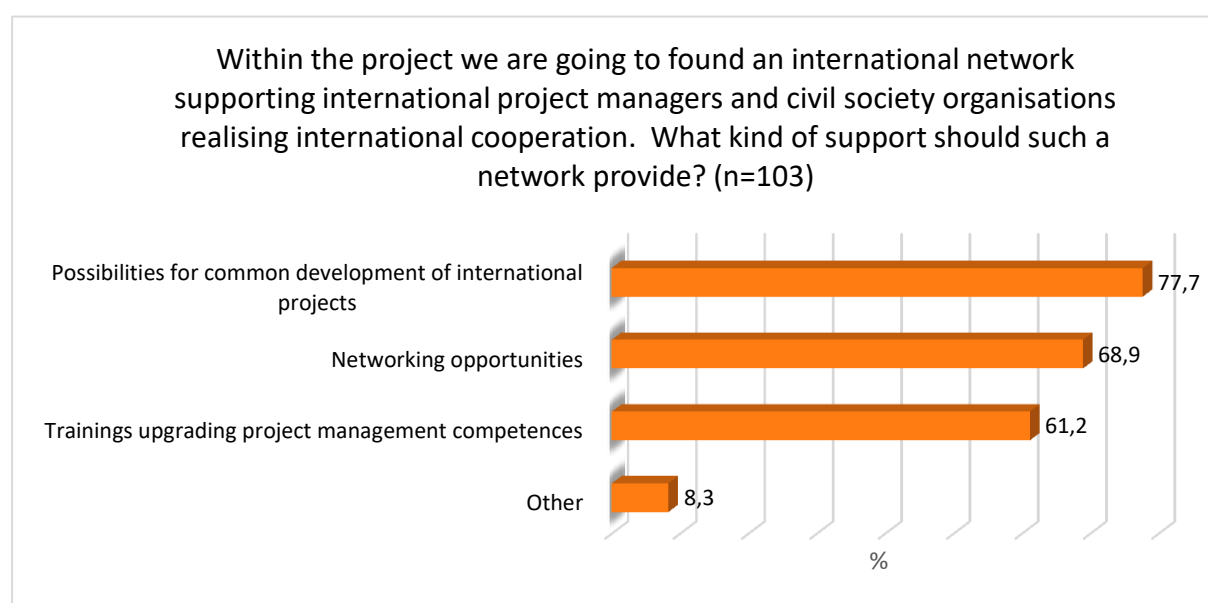 Within the project we are going to found an international network
supporting international project managers and civil society organisations
realising international cooperation.  What kind of support should such a
network provide? (n=103)
Possibilities for common development of international
projects
77,7
Networking opportunities
68,9
Trainings upgrading project management competences
61,2
Other
8,3
%